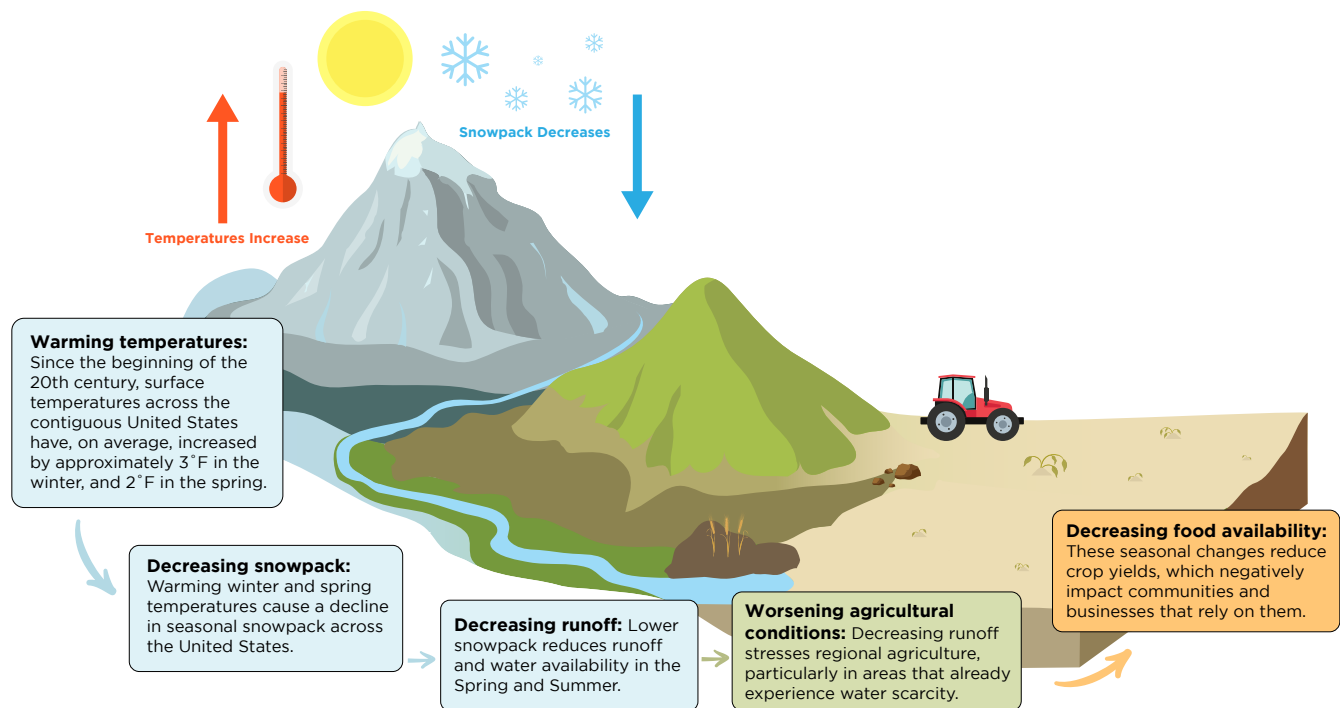 Snowpack Decreases
Temperatures Increase
Warming temperatures:
Since the beginning of the
20th century, surface
temperatures across the
contiguous United States
have, on average, increased
by approximately 3˚F in the
winter, and 2˚F in the spring.
Decreasing snowpack:
Warming winter and spring
temperatures cause a decline
in seasonal snowpack across
the United States.
Decreasing runoff: Lower
snowpack reduces runoff
and water availability in the
Spring and Summer.
Worsening agricultural
conditions: Decreasing runoff
stresses regional agriculture,
particularly in areas that already
experience water scarcity.
Decreasing food availability:
These seasonal changes reduce
crop yields, which negatively
impact communities and
businesses that rely on them.